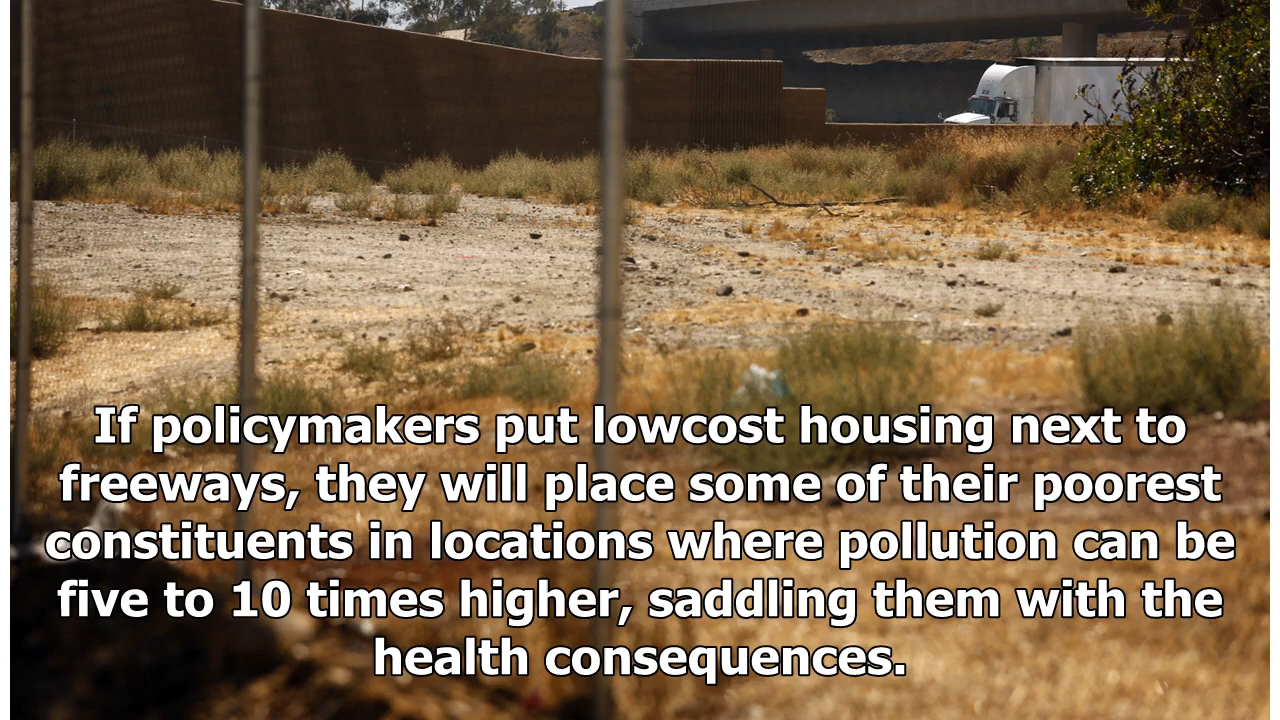 If policymakers put lowcost housing next to
freeways, they will place some of their poorest
constituents in locations where pollution can be
five to 10 times higher, saddling them with the
health consequences.